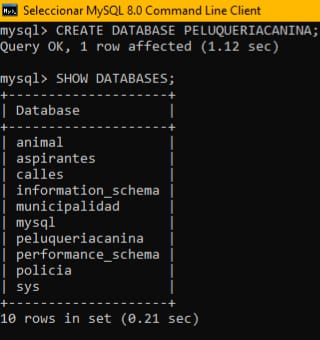 Seleccionar MySQL 8.0 Command Line Client
mysql> CREATE DATABASE PELUQUERIACANINA;
Query OK, 1 row affected (1.12 sec)
mysql> SHOW DATABASES;
+--------------------+
| Database           |
+--------------------+
| animal             |
| aspirantes         |
| calles             |
| information_schema |
| municipalidad      |
| mysql              |
| peluqueriacanina   |
| performance_schema |
| policia            |
| sys                |
+--------------------+
10 rows in set (0.21 sec)